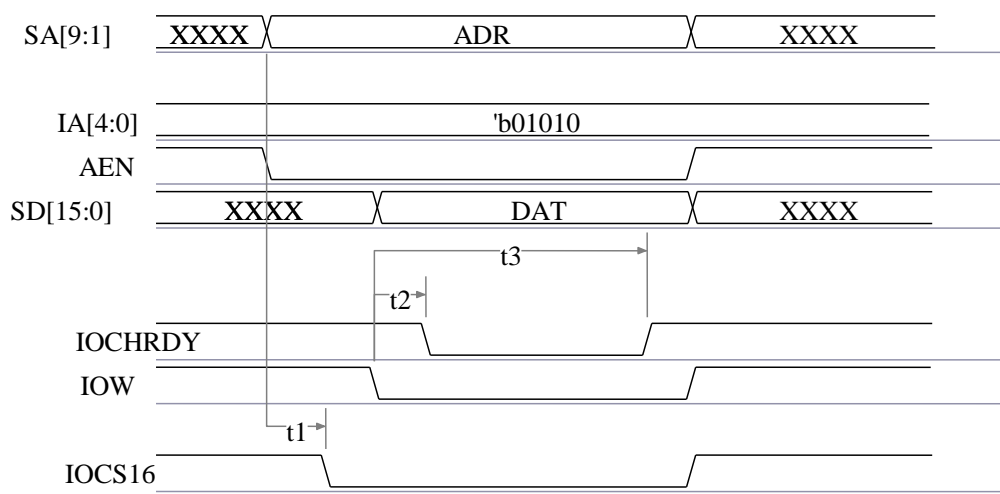 SA[9:1] XXXX ADR XXXX
IA[4:0] 'b01010
AEN
SD[15:0] XXXX DAT XXXX
t3
t2
IOCHRDY
IOW
t1
IOCS16